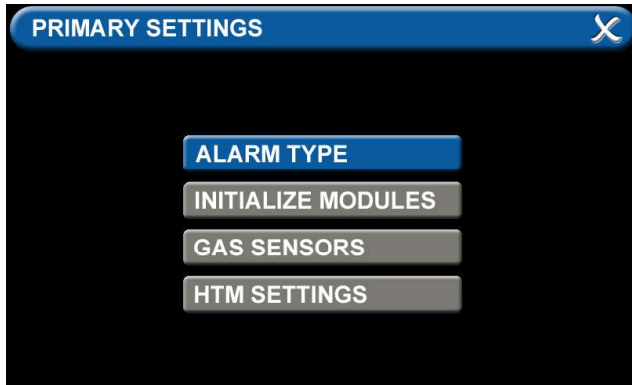 PRIMARY SETTINGS
ALARM TYPE
INITIALIZE MODULES
GAS SENSORS
HTM SETTINGS